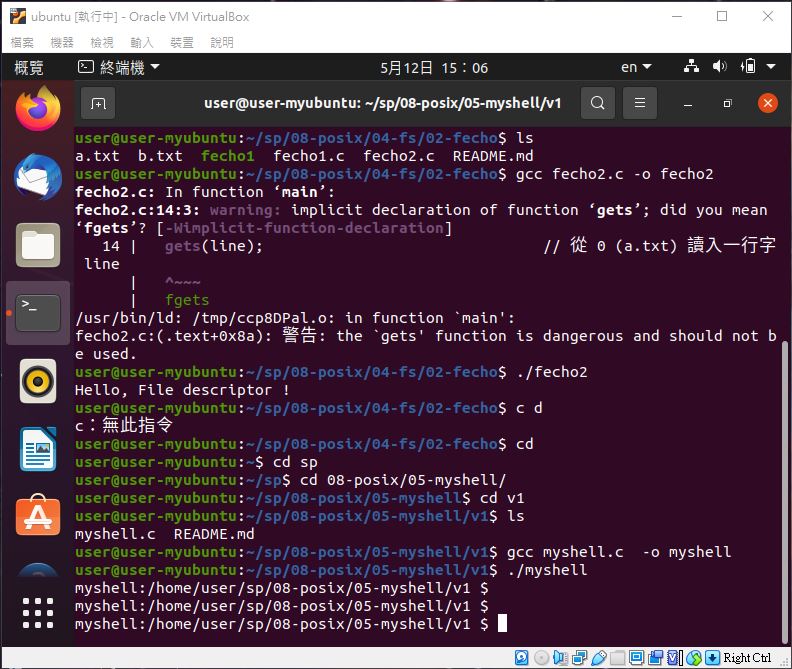 ubuntu [執行中] - Oracle VM VirtualBox
檔案 機器 檢視 輸入 裝置 說明
概覽 終端機 5月12日 15：06 en
user@user-myubuntu: ~/sp/08-posix/05-myshell/v1
user@user-myubuntu:~/sp/08-posix/04-fs/02-fecho$ ls
a.txt  b.txt  fecho1  fecho1.c  fecho2.c  README.md
user@user-myubuntu:~/sp/08-posix/04-fs/02-fecho$ gcc fecho2.c -o fecho2
fecho2.c: In function ‘main’:
fecho2.c:14:3: warning: implicit declaration of function ‘gets’; did you mean
‘fgets’? [-Wimplicit-function-declaration]
   14 |   gets(line);                               // 從 0 (a.txt) 讀入一行字
 line
      |   ^~~~
      |   fgets
/usr/bin/ld: /tmp/ccp8DPal.o: in function `main':
fecho2.c:(.text+0x8a): 警告: the `gets' function is dangerous and should not b
e used.
user@user-myubuntu:~/sp/08-posix/04-fs/02-fecho$ ./fecho2
Hello, File descriptor !
user@user-myubuntu:~/sp/08-posix/04-fs/02-fecho$ c d
c：無此指令
user@user-myubuntu:~/sp/08-posix/04-fs/02-fecho$ cd
user@user-myubuntu:~$ cd sp
user@user-myubuntu:~/sp$ cd 08-posix/05-myshell/
user@user-myubuntu:~/sp/08-posix/05-myshell$ cd v1
user@user-myubuntu:~/sp/08-posix/05-myshell/v1$ ls
myshell.c  README.md
user@user-myubuntu:~/sp/08-posix/05-myshell/v1$ gcc myshell.c  -o myshell
user@user-myubuntu:~/sp/08-posix/05-myshell/v1$ ./myshell
myshell:/home/user/sp/08-posix/05-myshell/v1 $
myshell:/home/user/sp/08-posix/05-myshell/v1 $
myshell:/home/user/sp/08-posix/05-myshell/v1 $
Right Ctrl